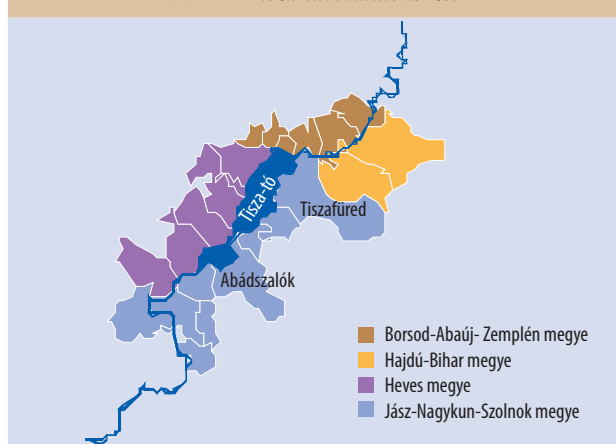 Tisza-tó
Tiszafüred
Abádszalók
Borsod-Abaúj- Zemplén megye
Hajdú-Bihar megye
Heves megye
Jász-Nagykun-Szolnok megye